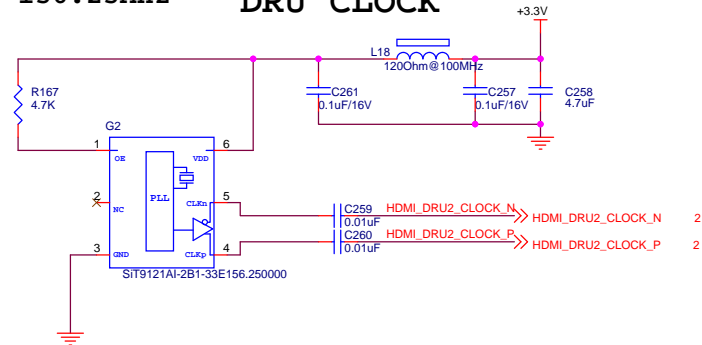 DRU CLOCK
+3.3V
L18
120Ohm@100MHz
R167
4.7K
C261
0.1uF/16V
C257
0.1uF/16V
C258
4.7uF
G2
1
OE
VDD
6
2
NC
PLL
CLKn
5
3
GND
CLKp
4
SiT9121AI-2B1-33E156.250000
C259
0.01uF
HDMI_DRU2_CLOCK_N
HDMI_DRU2_CLOCK_N 2
C260
0.01uF
HDMI_DRU2_CLOCK_P
HDMI_DRU2_CLOCK_P 2